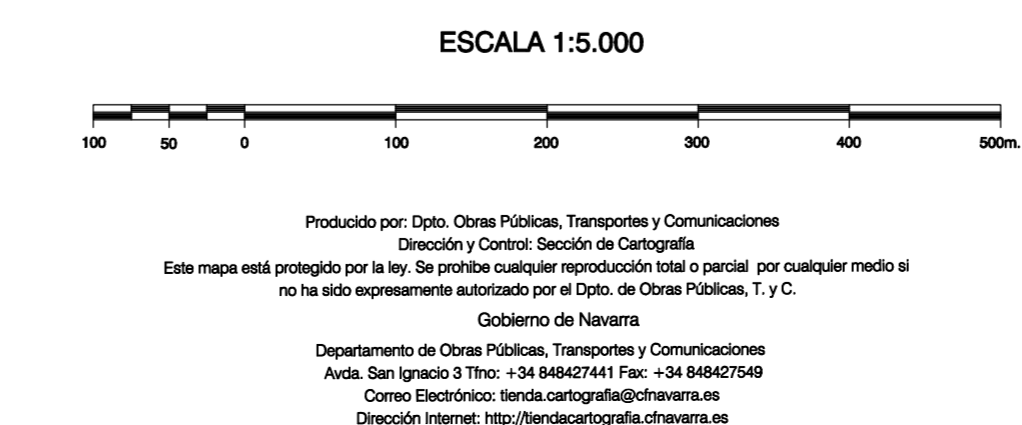 ESCALA 1:5.000
100 50 0 100 200 300 400 500m.
Producido por: Dpto. Obras Públicas, Transportes y Comunicaciones
Dirección y Control: Sección de Cartografía
Este mapa está protegido por la ley. Se prohibe cualquier reproducción total o parcial por cualquier medio si
no ha sido expresamente autorizado por el Dpto. de Obras Públicas, T. y C.
Gobierno de Navarra
Departamento de Obras Públicas, Transportes y Comunicaciones
Avda. San Ignacio 3 Tfno: +34 848427441 Fax: +34 848427549
Correo Electrónico: tienda.cartografia@cfnavarra.es
Dirección Internet: http://tiendacartografia.cfnavarra.es